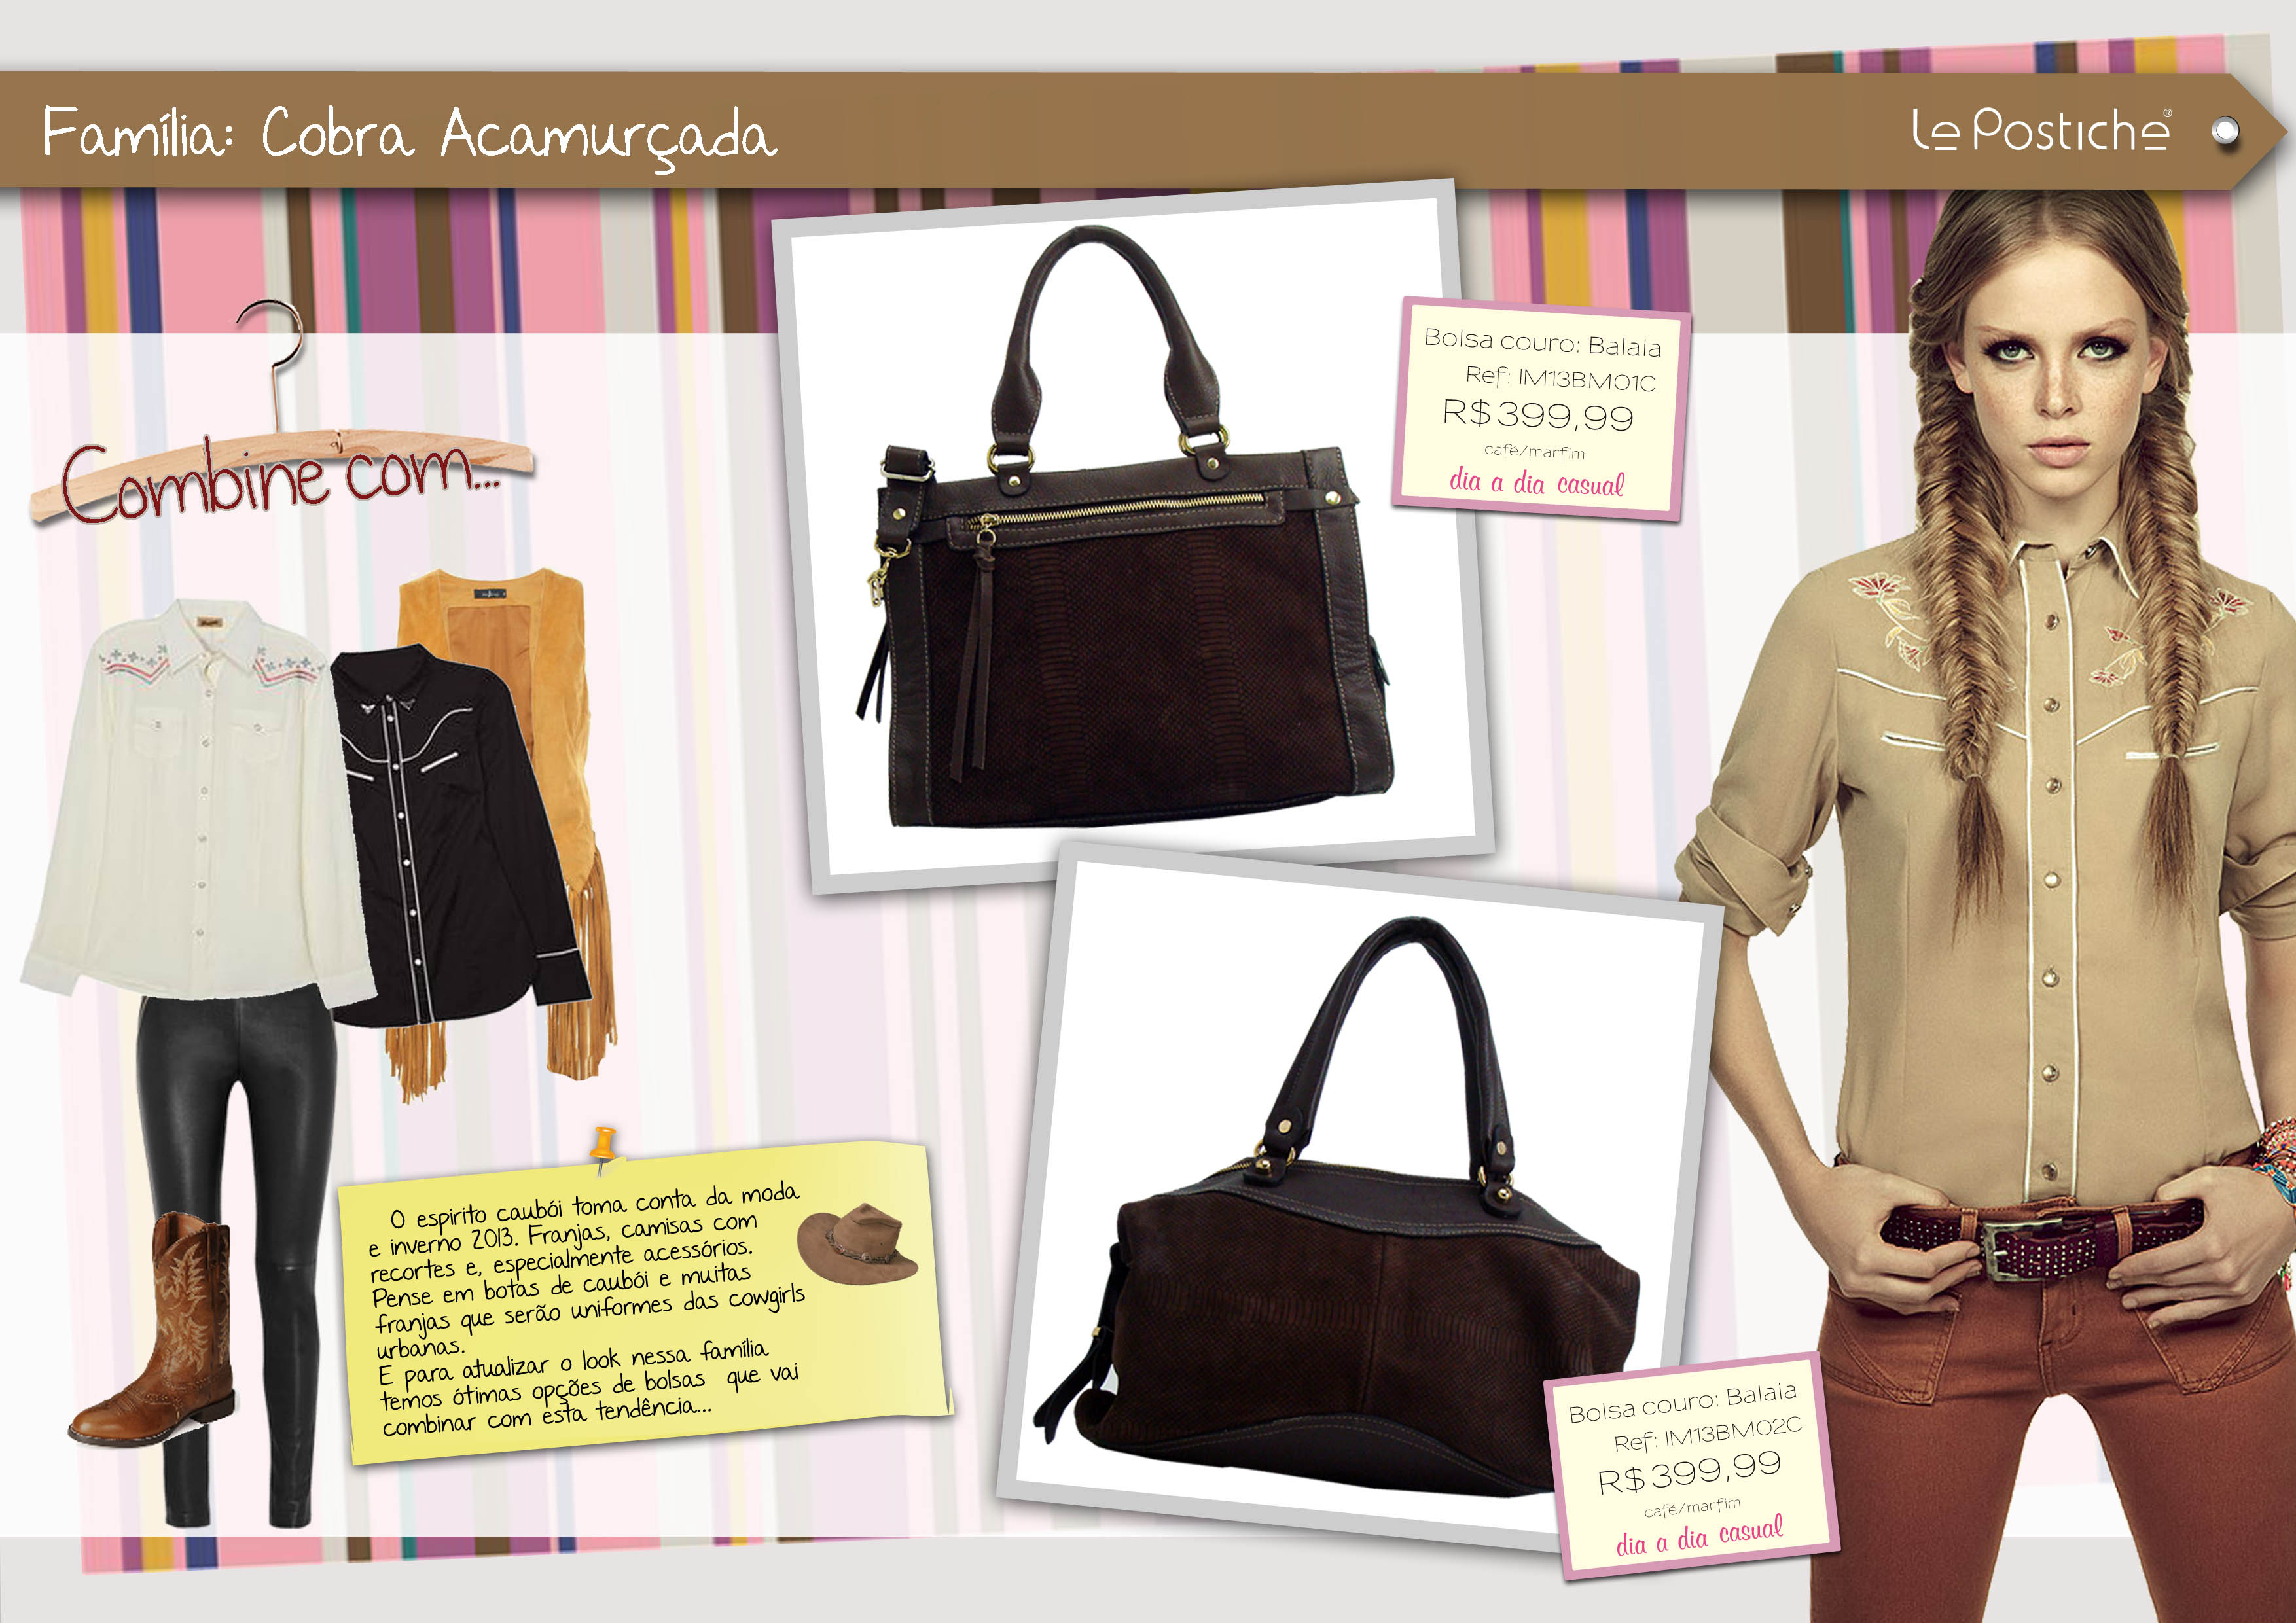 Família: Cobra Acamurçada
Le Postiche®
Combine com...
Bolsa couro: Balaia
Ref: IM13BM01C
R$399,99
café/marfim
dia a dia casual
O espirito caubói toma conta da moda
e inverno 2013. Franjas, camisas com
recortes e, especialmente acessórios.
Pense em botas de caubói e muitas
franjas que serão uniformes das cowgirls
urbanas.
E para atualizar o look nessa família
temos ótimas opções de bolsas que vai
combinar com esta tendência...
Bolsa couro: Balaia
Ref: IM13BM02C
R$399,99
café/marfim
dia a dia casual